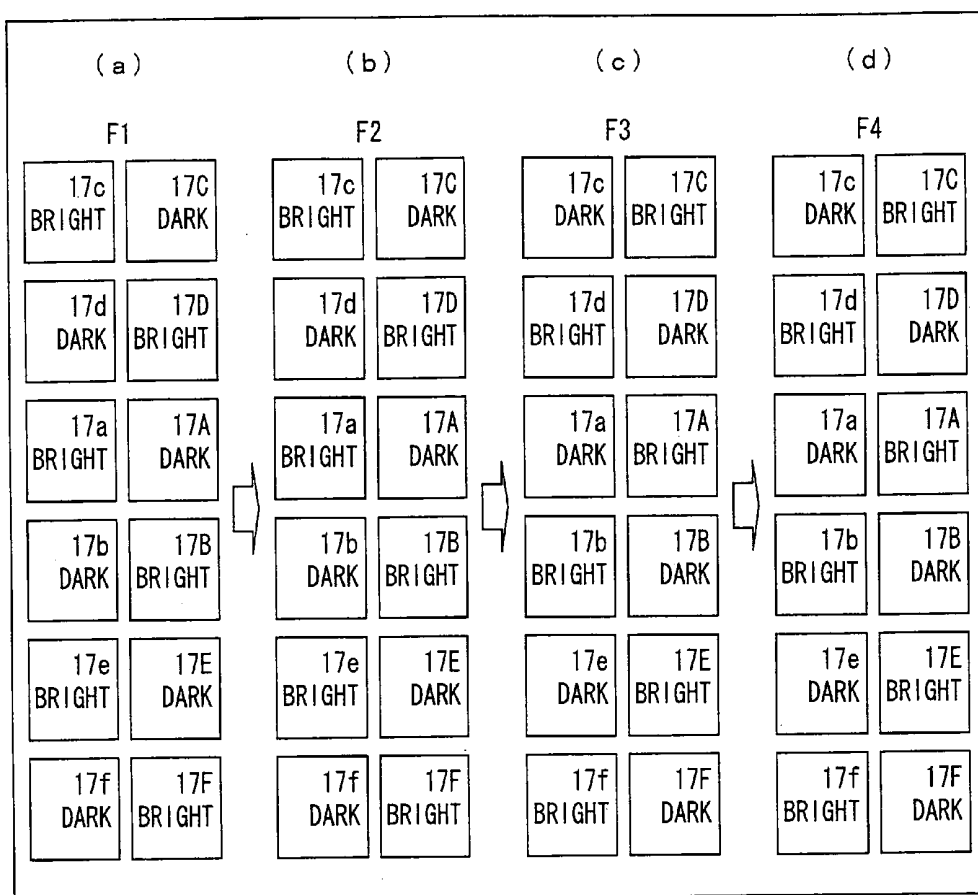 (a) (b) (c) (d)
F1 F2 F3 F4
17c 17C 17c 17C 17c 17C 17c 17C
BRIGHT DARK BRIGHT DARK DARK BRIGHT DARK BRIGHT
17d 17D 17d 17D 17d 17D 17d 17D
DARK BRIGHT DARK BRIGHT BRIGHT DARK BRIGHT DARK
17a 17A 17a 17A 17a 17A 17a 17A
BRIGHT DARK BRIGHT DARK DARK BRIGHT DARK BRIGHT
17b 17B 17b 17B 17b 17B 17b 17B
DARK BRIGHT DARK BRIGHT BRIGHT DARK BRIGHT DARK
17e 17E 17e 17E 17e 17E 17e 17E
BRIGHT DARK BRIGHT DARK DARK BRIGHT DARK BRIGHT
17f 17F 17f 17F 17f 17F 17f 17F
DARK BRIGHT DARK BRIGHT BRIGHT DARK BRIGHT DARK